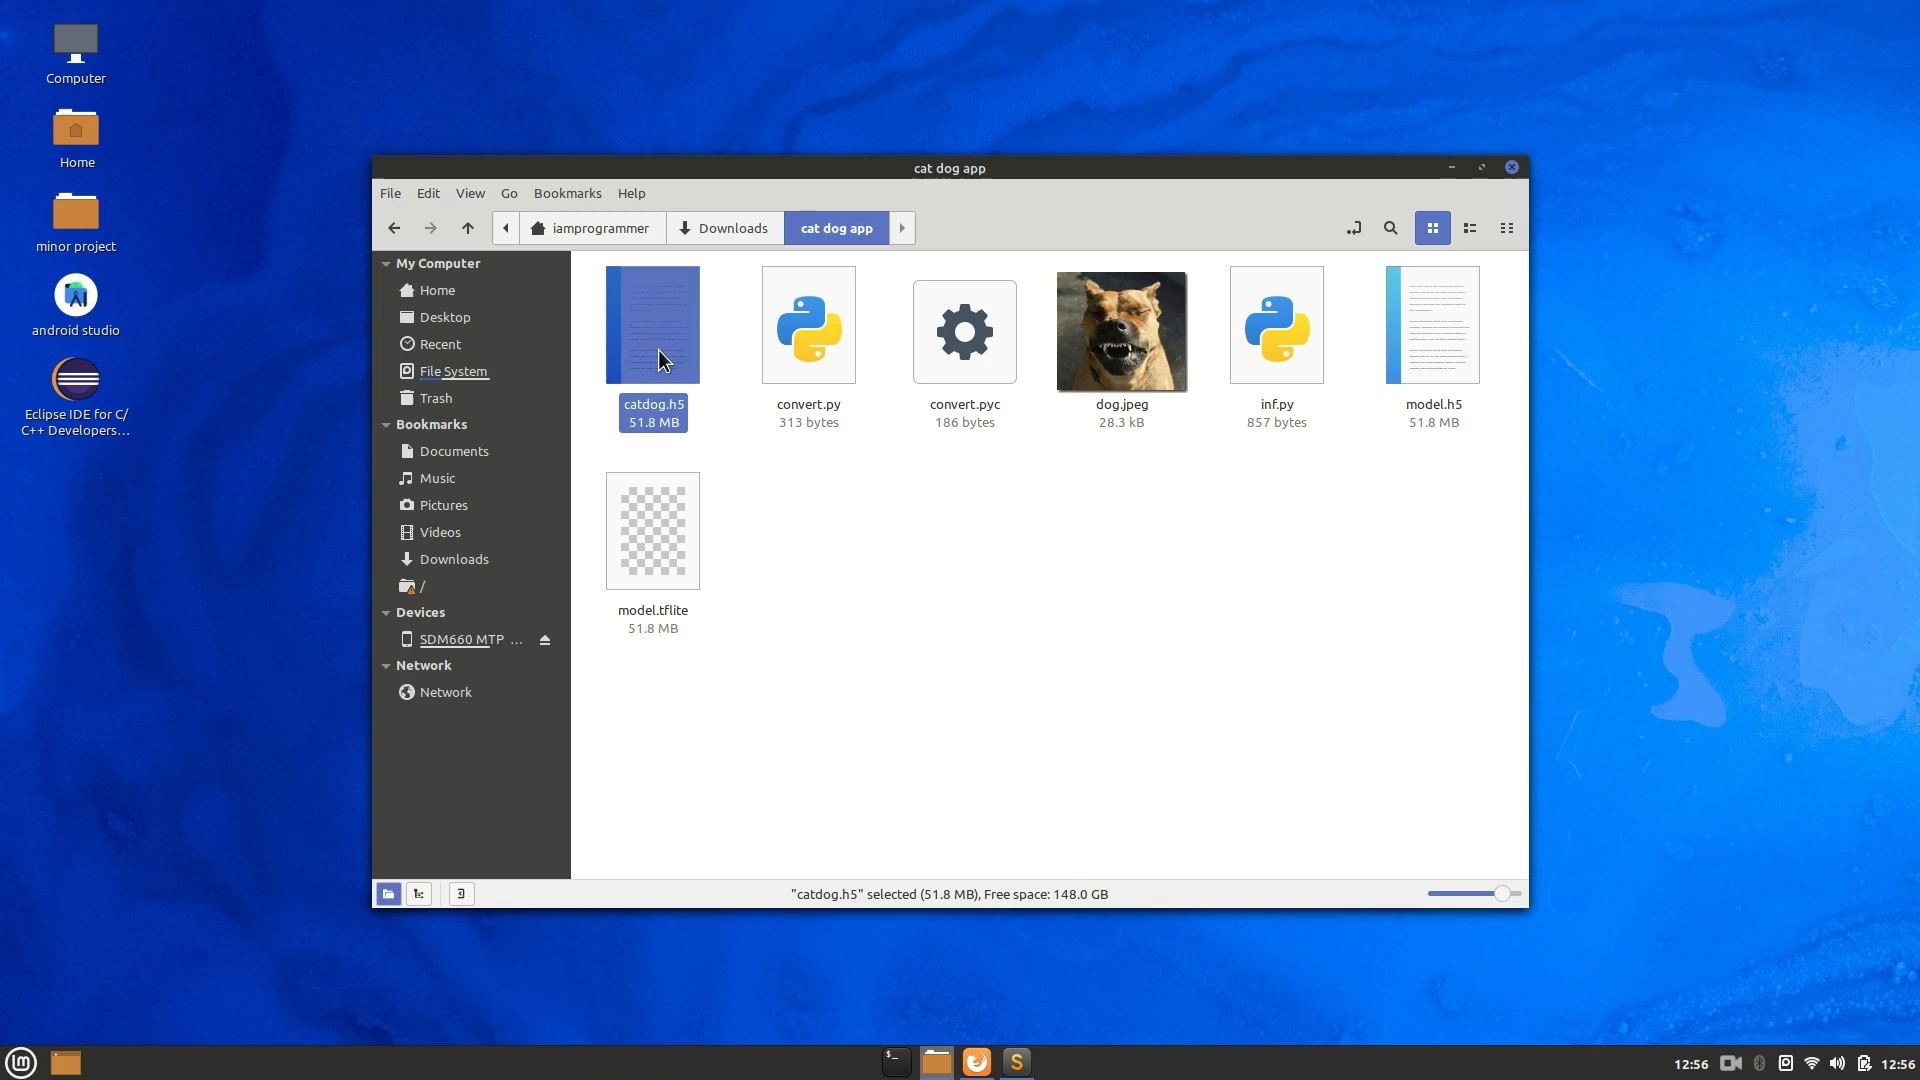 Computer
Home
minor project
android studio
Eclipse IDE for C/
C++ Developers...
cat dog app
File Edit View Go Bookmarks Help
iamprogrammer Downloads cat dog app
My Computer
Home
Desktop
Recent
File System
Trash
Bookmarks
Documents
Music
Pictures
Videos
Downloads
/
Devices
SDM660 MTP ...
Network
Network
catdog.h5
51.8 MB
convert.py
313 bytes
convert.pyc
186 bytes
dog.jpeg
28.3 kB
inf.py
857 bytes
model.h5
51.8 MB
model.tflite
51.8 MB
"catdog.h5" selected (51.8 MB), Free space: 148.0 GB
$_
S
12:56
12:56